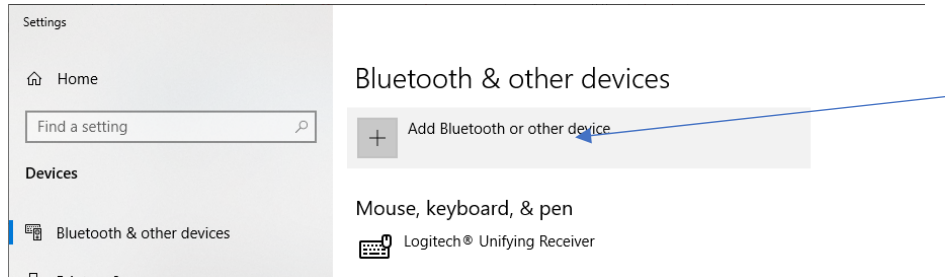 Settings
Home
Find a setting
Devices
Bluetooth & other devices
Bluetooth & other devices
Add Bluetooth or other device
Mouse, keyboard, & pen
Logitech® Unifying Receiver